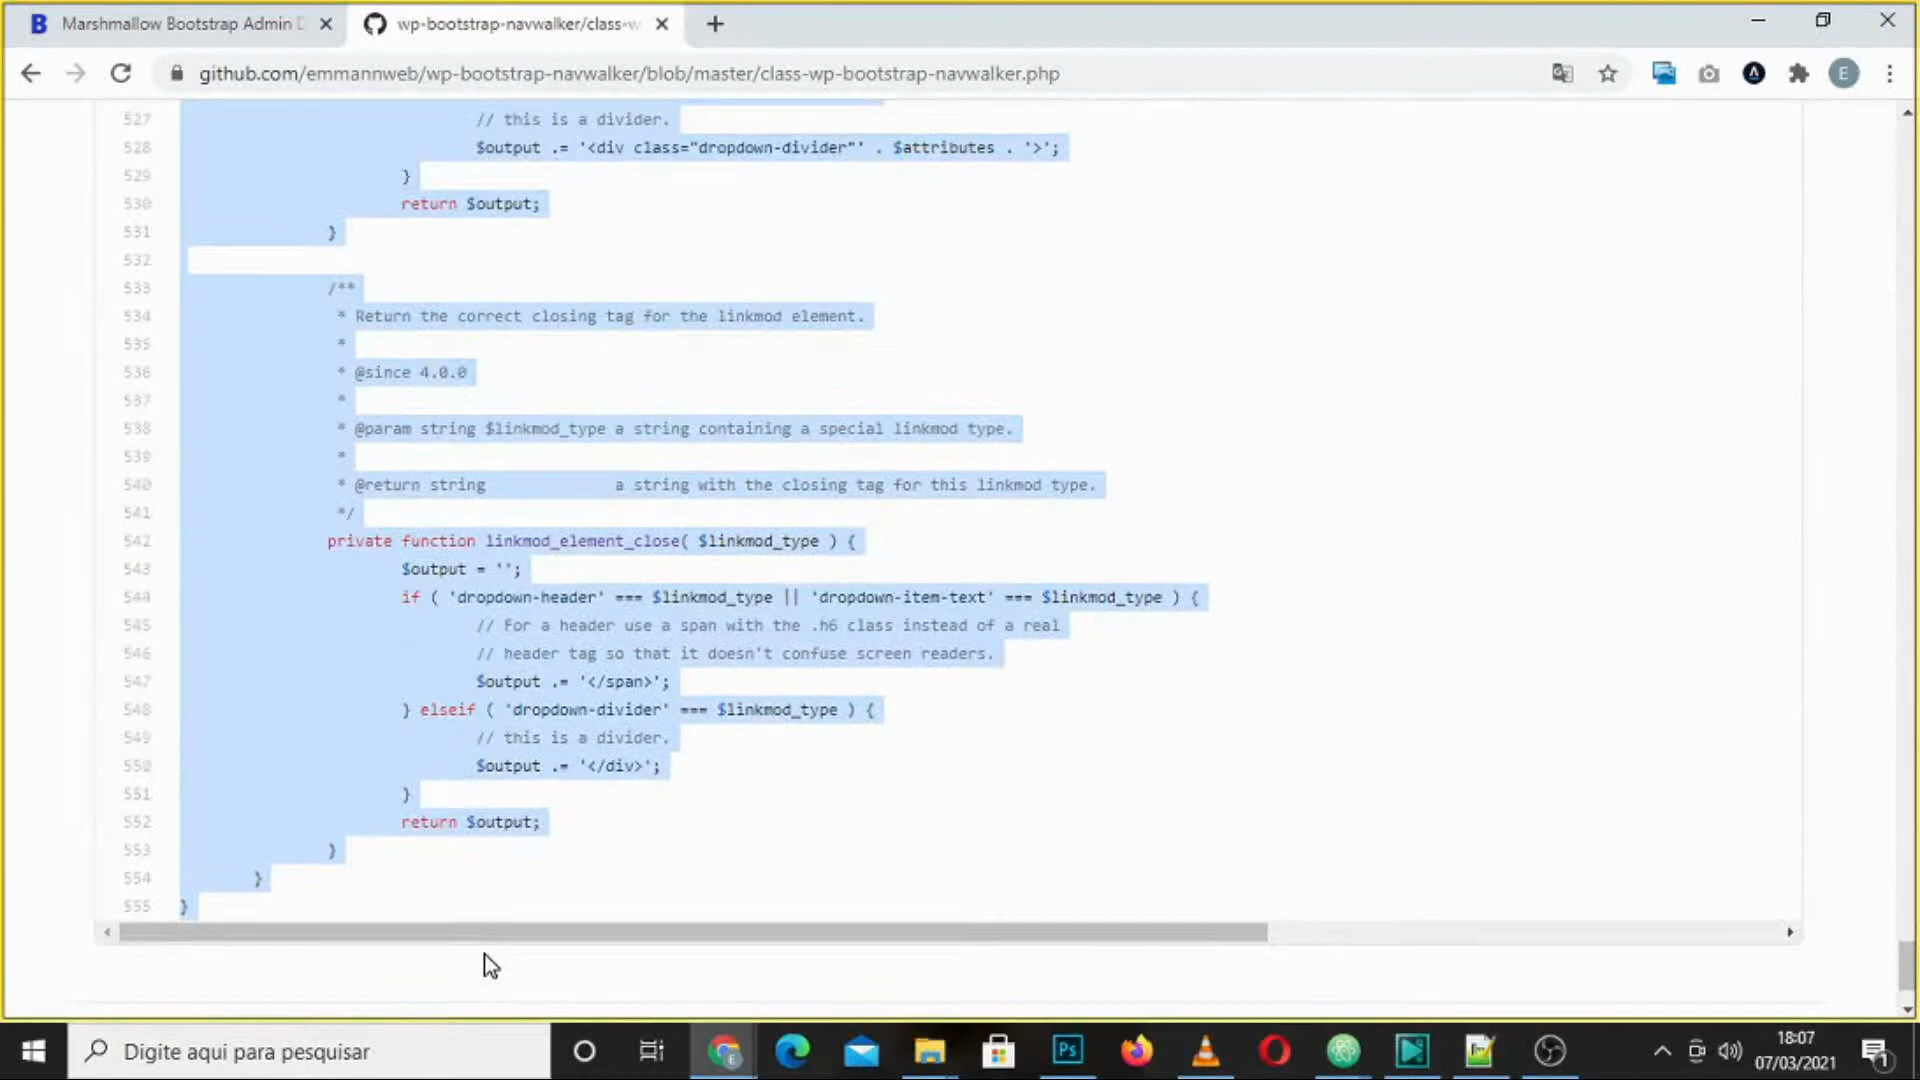 Marshmallow Bootstrap Admin D
wp-bootstrap-navwalker/class-w
github.com/emmannweb/wp-bootstrap-navwalker/blob/master/class-wp-bootstrap-navwalker.php
E
527 // this is a divider.
528 $output .= '<div class="dropdown-divider"' . $attributes . '>';
529 }
530 return $output;
531 }
532
533 /**
534 * Return the correct closing tag for the linkmod element.
535 *
536 * @since 4.0.0
537 *
538 * @param string $linkmod_type a string containing a special linkmod type.
539 *
540 * @return string a string with the closing tag for this linkmod type.
541 */
542 private function linkmod_element_close( $linkmod_type ) {
543 $output = '';
544 if ( 'dropdown-header' === $linkmod_type || 'dropdown-item-text' === $linkmod_type ) {
545 // For a header use a span with the .h6 class instead of a real
546 // header tag so that it doesn't confuse screen readers.
547 $output .= '</span>';
548 } elseif ( 'dropdown-divider' === $linkmod_type ) {
549 // this is a divider.
550 $output .= '</div>';
551 }
552 return $output;
553 }
554 }
555 }
Digite aqui para pesquisar
E
Ps
18:07
07/03/2021
1